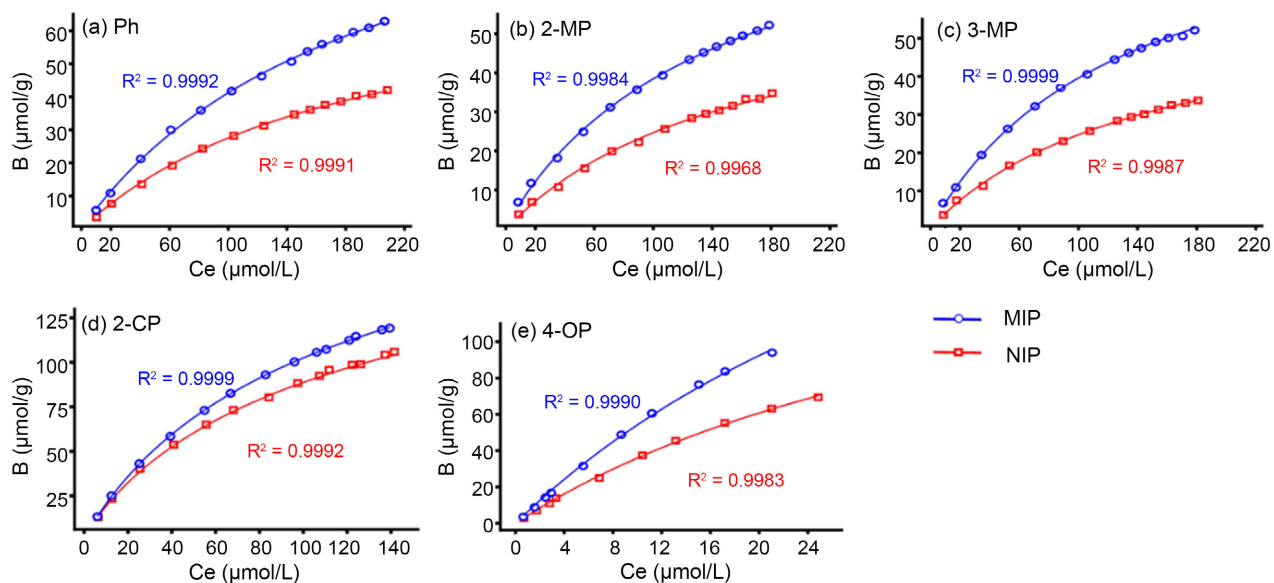 (a) Ph
B (μmol/g)
60
50
40
30
20
10
R² = 0.9992
R² = 0.9991
20 60 100 140 180 220
Ce (μmol/L)
(b) 2-MP
B (μmol/g)
50
40
30
20
10
R² = 0.9984
R² = 0.9968
20 60 100 140 180 220
Ce (μmol/L)
(c) 3-MP
B (μmol/g)
50
40
30
20
10
R² = 0.9999
R² = 0.9987
0 20 60 100 140 180 220
Ce (μmol/L)
(d) 2-CP
B (μmol/g)
125
100
75
50
25
R² = 0.9999
R² = 0.9992
0 20 40 60 80 100 120 140
Ce (μmol/L)
(e) 4-OP
B (μmol/g)
100
80
60
40
20
0
R² = 0.9990
R² = 0.9983
0 4 8 12 16 20 24
Ce (μmol/L)
MIP
NIP